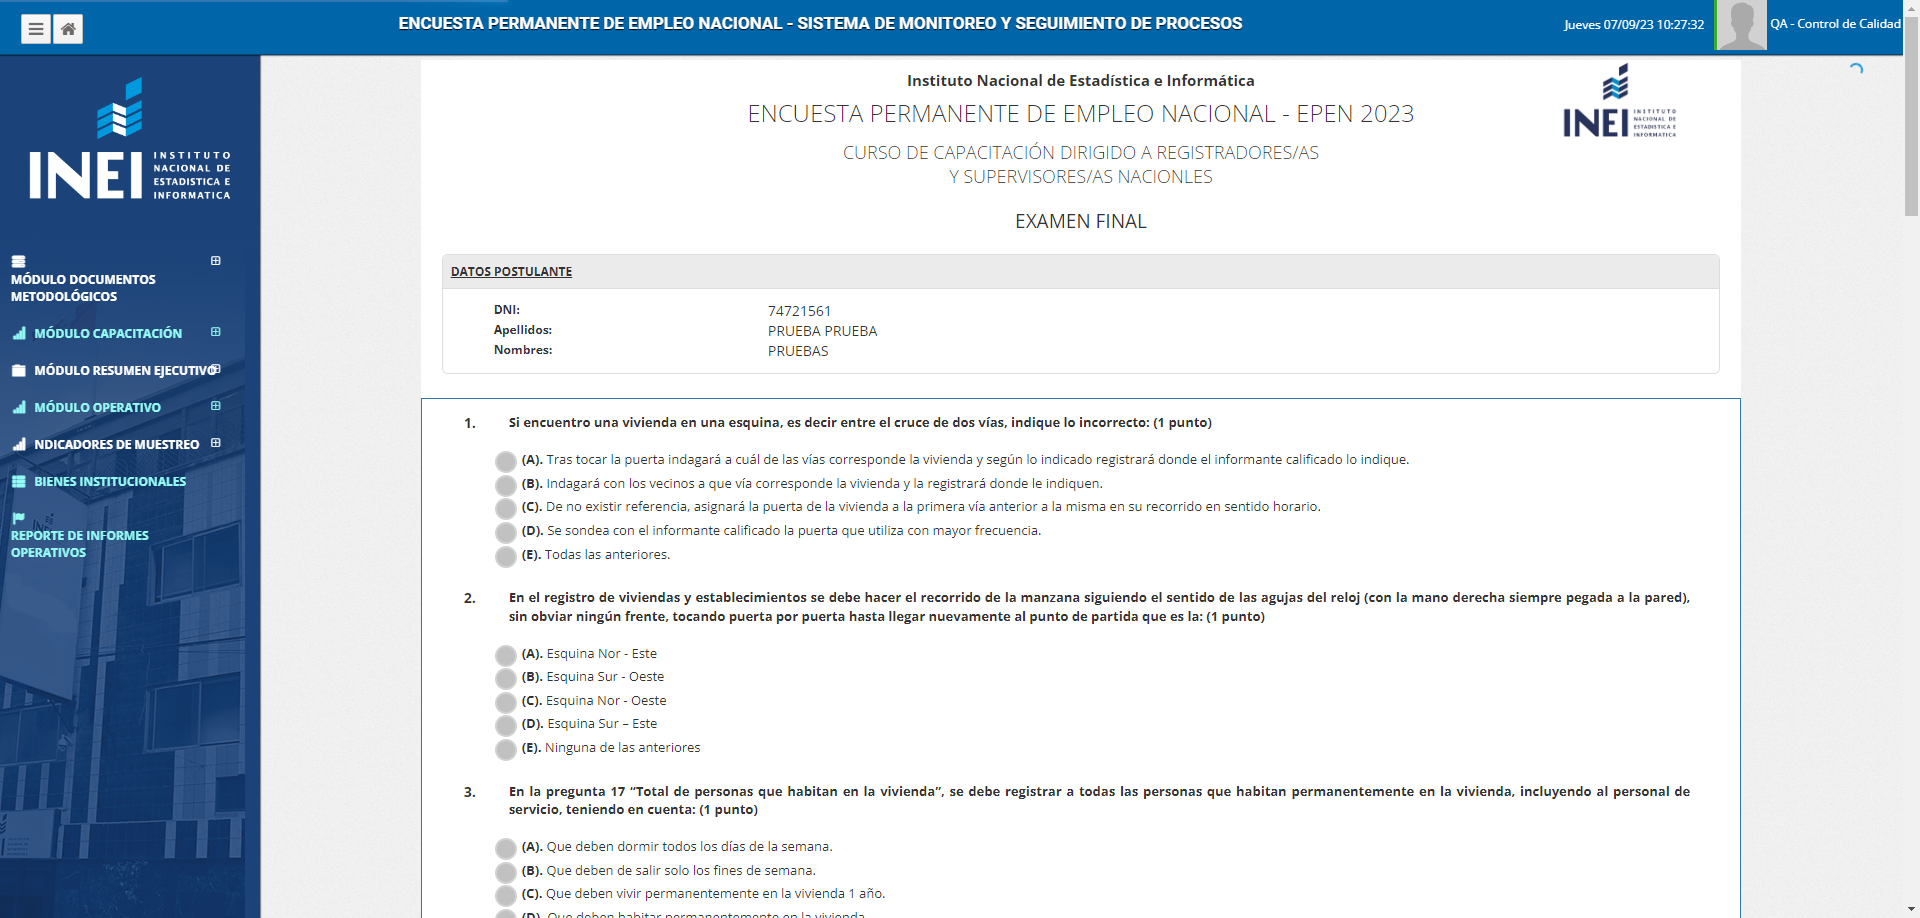 ENCUESTA PERMANENTE DE EMPLEO NACIONAL - SISTEMA DE MONITOREO Y SEGUIMIENTO DE PROCESOS
Jueves 07/09/23 10:27:32
QA - Control de Calidad
INEI
INSTITUTO
NACIONAL DE
ESTADISTICA E
INFORMATICA
MÓDULO DOCUMENTOS
METODOLÓGICOS
MÓDULO CAPACITACIÓN
MÓDULO RESUMEN EJECUTIVO
MÓDULO OPERATIVO
NDICADORES DE MUESTREO
BIENES INSTITUCIONALES
REPORTE DE INFORMES
OPERATIVOS
Instituto Nacional de Estadística e Informática
ENCUESTA PERMANENTE DE EMPLEO NACIONAL - EPEN 2023
CURSO DE CAPACITACIÓN DIRIGIDO A REGISTRADORES/AS
Y SUPERVISORES/AS NACIONLES
EXAMEN FINAL
INEI
INSTITUTO
NACIONAL DE
ESTADISTICA E
INFORMATICA
DATOS POSTULANTE
DNI: 74721561
Apellidos: PRUEBA PRUEBA
Nombres: PRUEBAS
1. Si encuentro una vivienda en una esquina, es decir entre el cruce de dos vías, indique lo incorrecto: (1 punto)
(A). Tras tocar la puerta indagará a cuál de las vías corresponde la vivienda y según lo indicado registrará donde el informante calificado lo indique.
(B). Indagará con los vecinos a que vía corresponde la vivienda y la registrará donde le indiquen.
(C). De no existir referencia, asignará la puerta de la vivienda a la primera vía anterior a la misma en su recorrido en sentido horario.
(D). Se sondea con el informante calificado la puerta que utiliza con mayor frecuencia.
(E). Todas las anteriores.
2. En el registro de viviendas y establecimientos se debe hacer el recorrido de la manzana siguiendo el sentido de las agujas del reloj (con la mano derecha siempre pegada a la pared),
sin obviar ningún frente, tocando puerta por puerta hasta llegar nuevamente al punto de partida que es la: (1 punto)
(A). Esquina Nor - Este
(B). Esquina Sur - Oeste
(C). Esquina Nor - Oeste
(D). Esquina Sur – Este
(E). Ninguna de las anteriores
3. En la pregunta 17 “Total de personas que habitan en la vivienda”, se debe registrar a todas las personas que habitan permanentemente en la vivienda, incluyendo al personal de
servicio, teniendo en cuenta: (1 punto)
(A). Que deben dormir todos los días de la semana.
(B). Que deben de salir solo los fines de semana.
(C). Que deben vivir permanentemente en la vivienda 1 año.
(D). Que deben habitar permanentemente en la vivienda.